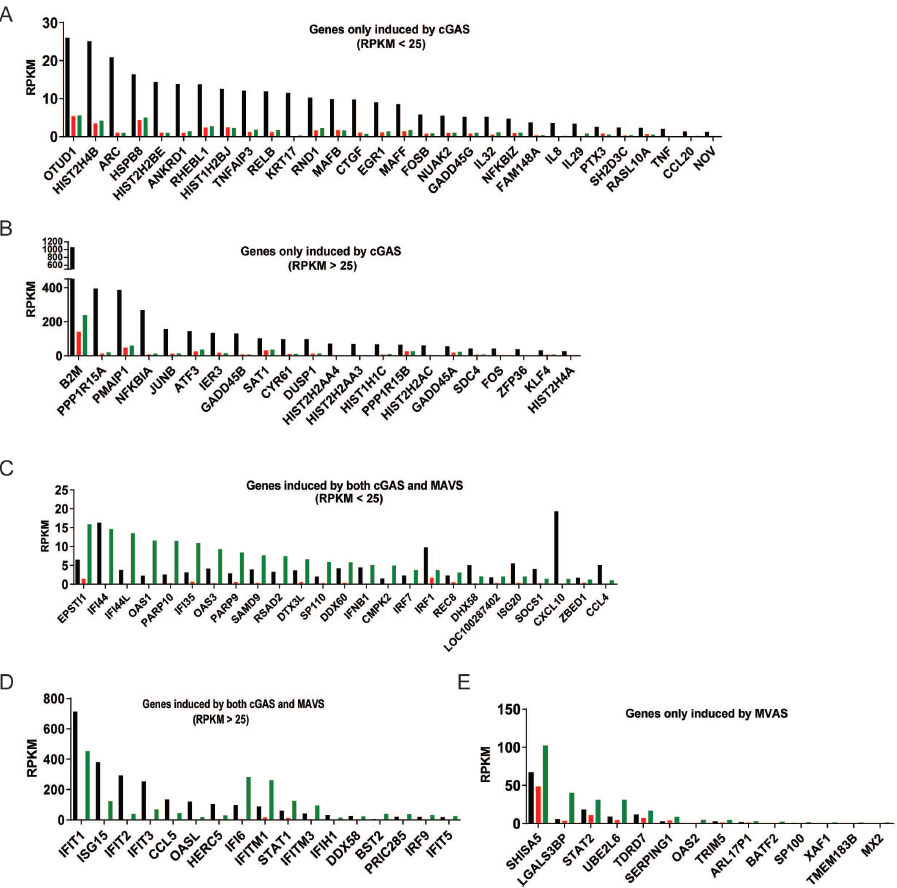 A
Genes only induced by cGAS
(RPKM < 25)
RPKM
30
20
10
0
OTUD1
HIST2H4B
ARC
HSPB8
HIST2H2BE
ANKRD1
RHEBL1
HIST1H2BJ
TNFAIP3
RELB
KRT17
RND1
MAFB
CTGF
EGR1
MAFF
FOSB
NUAK2
GADD45G
IL32
NFKBIZ
FAM148A
IL8
IL29
PTX3
SH2D3C
RASL10A
TNF
CCL20
NOV
B
Genes only induced by cGAS
(RPKM > 25)
RPKM
1200
1000
800
600
400
200
0
B2M
PPP1R15A
PMAIP1
NFKBIA
JUNB
ATF3
IER3
GADD45B
SAT1
CYR61
DUSP1
HIST2H2AA4
HIST2H2AA3
HIST1H1C
PPP1R15B
HIST2H2AC
GADD45A
SDC4
FOS
ZFP36
KLF4
HIST2H4A
C
Genes induced by both cGAS and MAVS
(RPKM < 25)
RPKM
25
20
15
10
5
0
EPSTI1
IFI44
IFI44L
OAS1
PARP10
IFI35
OAS3
PARP9
SAMD9
RSAD2
DTX3L
SP110
DDX60
IFNB1
CMPK2
IRF7
IRF1
REC8
DHX58
LOC100287402
ISG20
SOCS1
CXCL10
ZBED1
CCL4
D
Genes induced by both cGAS and MAVS
(RPKM > 25)
RPKM
800
600
400
200
0
IFIT1
ISG15
IFIT2
IFIT3
CCL5
OASL
HERC5
IFI6
IFITM1
STAT1
IFITM3
IFIH1
DDX58
BST2
PRIC285
IRF9
IFIT5
E
Genes only induced by MVAS
RPKM
150
100
50
0
SHISA5
LGALS3BP
STAT2
UBE2L6
TDRD7
SERPING1
OAS2
TRIM5
ARL17P1
BATF2
SP100
XAF1
TMEM183B
MX2